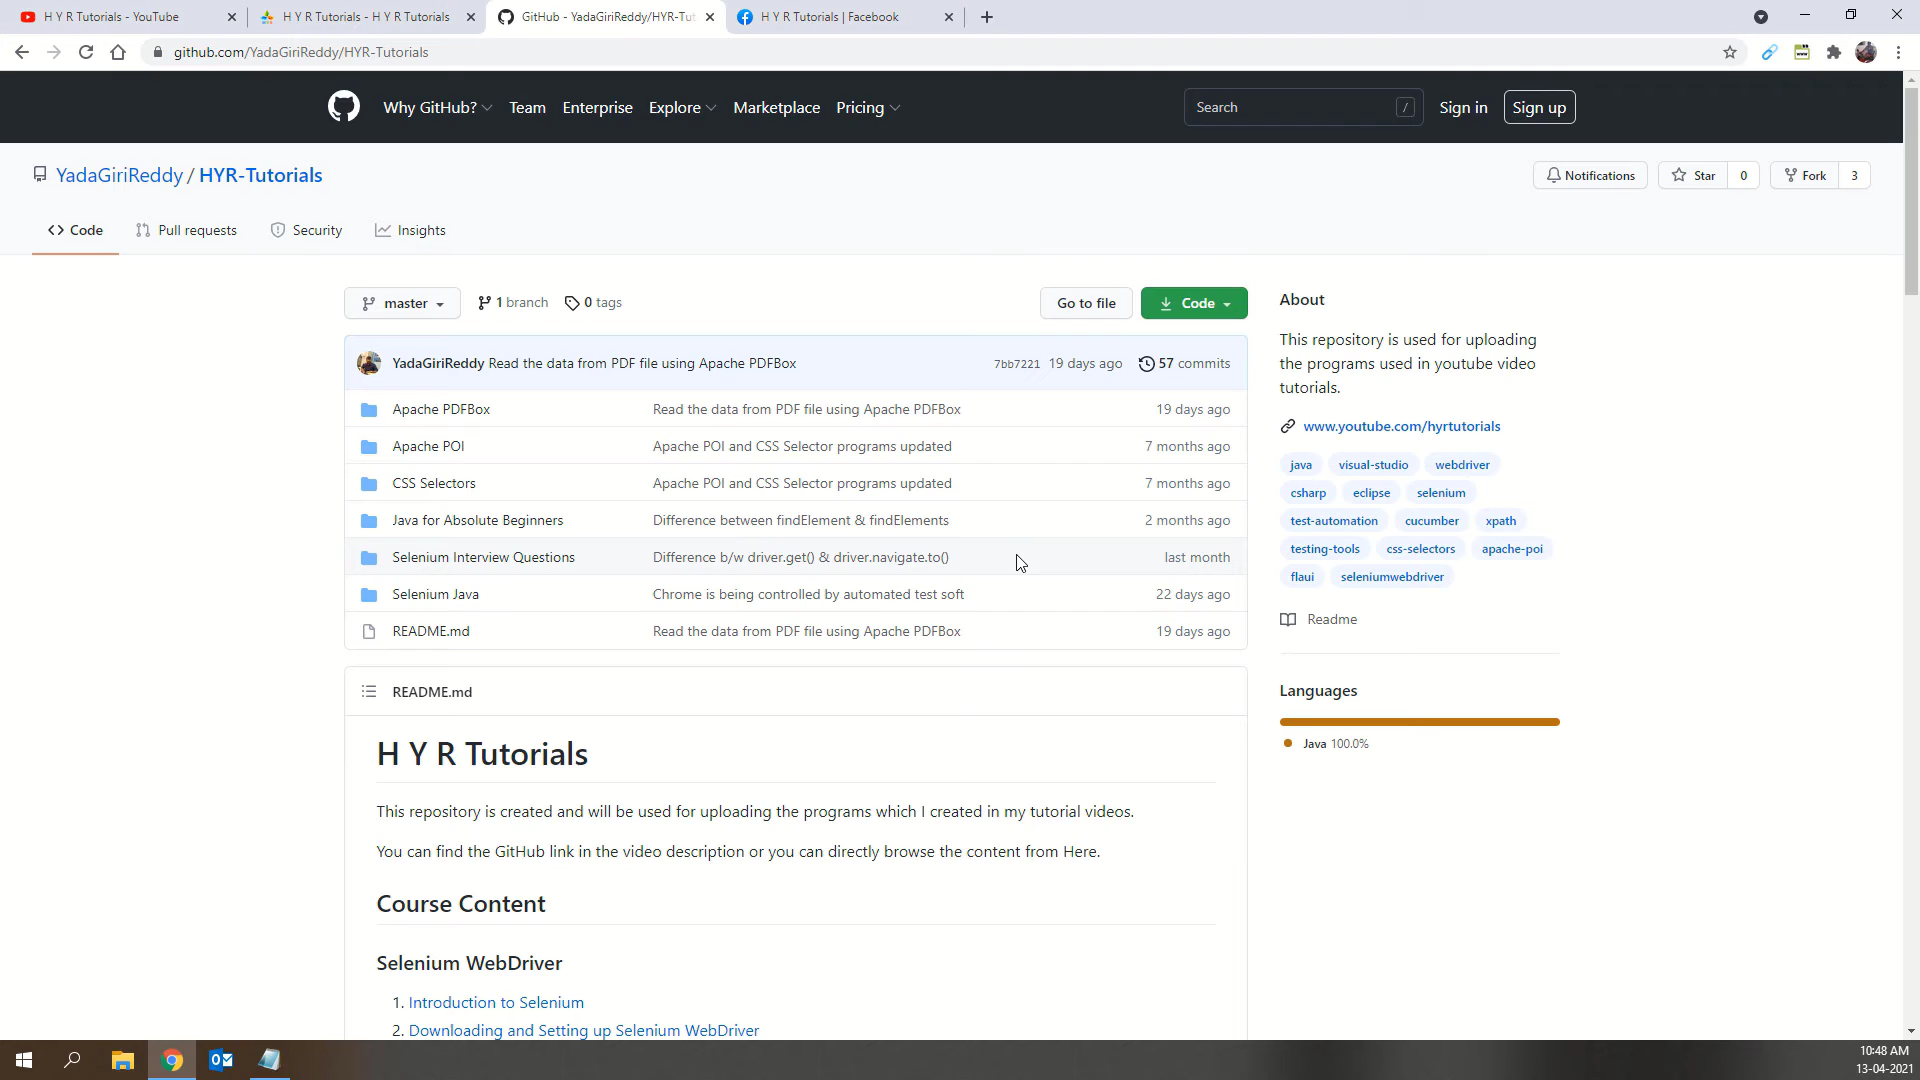 H Y R Tutorials - YouTube
H Y R Tutorials - H Y R Tutorials
GitHub - YadaGiriReddy/HYR-Tut
H Y R Tutorials | Facebook
github.com/YadaGiriReddy/HYR-Tutorials
Why GitHub? Team Enterprise Explore Marketplace Pricing
Search /
Sign in
Sign up
YadaGiriReddy / HYR-Tutorials
Notifications
Star 0
Fork 3
Code
Pull requests
Security
Insights
master
1 branch
0 tags
Go to file
Code
YadaGiriReddy Read the data from PDF file using Apache PDFBox 7bb7221 19 days ago 57 commits
Apache PDFBox Read the data from PDF file using Apache PDFBox 19 days ago
Apache POI Apache POI and CSS Selector programs updated 7 months ago
CSS Selectors Apache POI and CSS Selector programs updated 7 months ago
Java for Absolute Beginners Difference between findElement & findElements 2 months ago
Selenium Interview Questions Difference b/w driver.get() & driver.navigate.to() last month
Selenium Java Chrome is being controlled by automated test soft 22 days ago
README.md Read the data from PDF file using Apache PDFBox 19 days ago
README.md
H Y R Tutorials
This repository is created and will be used for uploading the programs which I created in my tutorial videos.
You can find the GitHub link in the video description or you can directly browse the content from Here.
Course Content
Selenium WebDriver
1. Introduction to Selenium
2. Downloading and Setting up Selenium WebDriver
About
This repository is used for uploading
the programs used in youtube video
tutorials.
www.youtube.com/hyrtutorials
java visual-studio webdriver
csharp eclipse selenium
test-automation cucumber xpath
testing-tools css-selectors apache-poi
flaui seleniumwebdriver
Readme
Languages
Java 100.0%
10:48 AM
13-04-2021